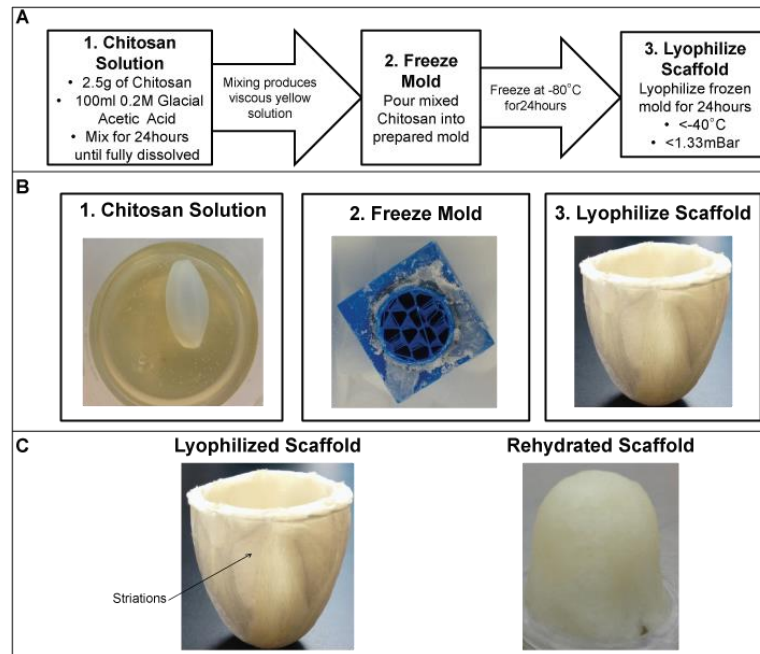 A
1. Chitosan
Solution
• 2.5g of Chitosan
• 100ml 0.2M Glacial
Acetic Acid
• Mix for 24hours
until fully dissolved
Mixing produces
viscous yellow
solution
2. Freeze
Mold
Pour mixed
Chitosan into
prepared mold
Freeze at -80°C
for24hours
3. Lyophilize
Scaffold
Lyophilize frozen
mold for 24hours
• <-40°C
• <1.33mBar
B
1. Chitosan Solution
2. Freeze Mold
3. Lyophilize Scaffold
C
Lyophilized Scaffold
Rehydrated Scaffold
Striations